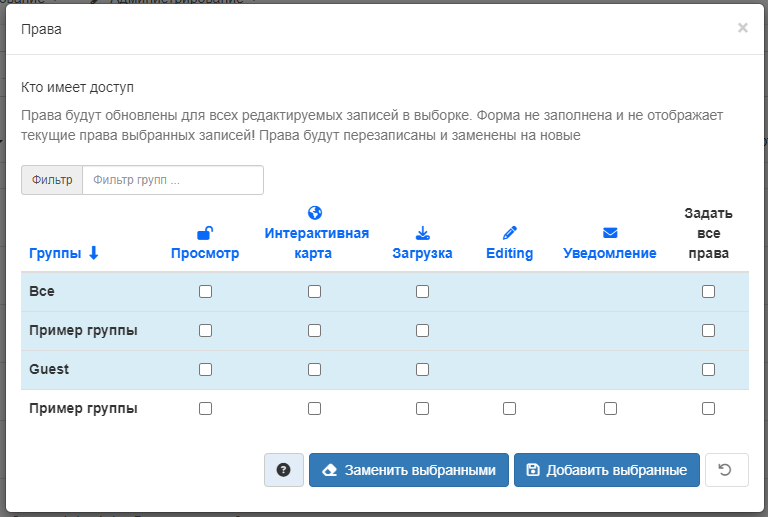 Администрирование
Права
×
Кто имеет доступ
Права будут обновлены для всех редактируемых записей в выборке. Форма не заполнена и не отображает
текущие права выбранных записей! Права будут перезаписаны и заменены на новые
Фильтр Фильтр групп ...
Группы Просмотр Интерактивная карта Загрузка Editing Уведомление Задать все права
Все
Пример группы
Guest
Пример группы
? Заменить выбранными Добавить выбранные